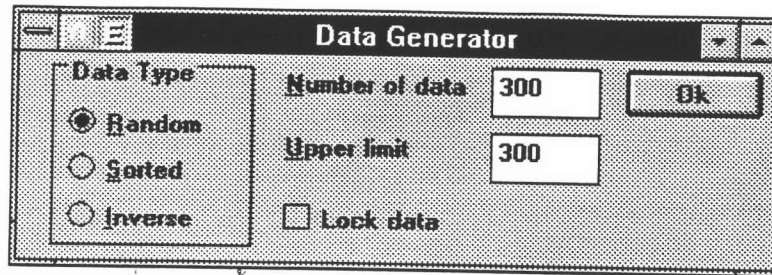 Data Generator
Data Type
Random
Sorted
Inverse
Number of data 300
Upper limit 300
Lock data
Ok